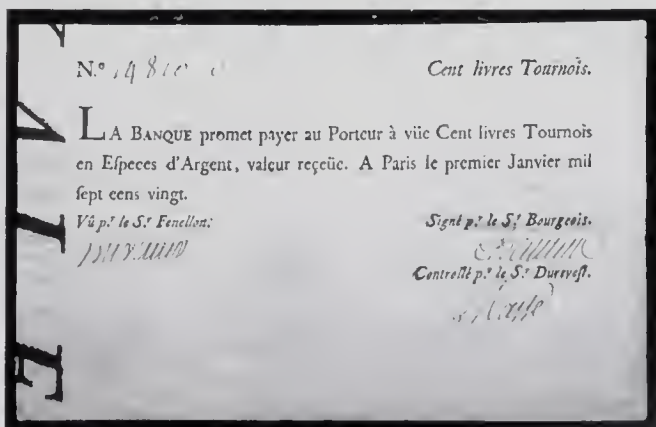 N.º
Cent livres Tournois.
LA BANQUE promet payer au Porteur à vûe Cent livres Tournois
en Eſpeces d'Argent, valeur reçeüe. A Paris le premier Janvier mil
ſept cens vingt.
Vû p.r le S.r Fenellon.
Signé p.r le S.r Bourgeois.
Controllé p.r le S.r Dureveſt.